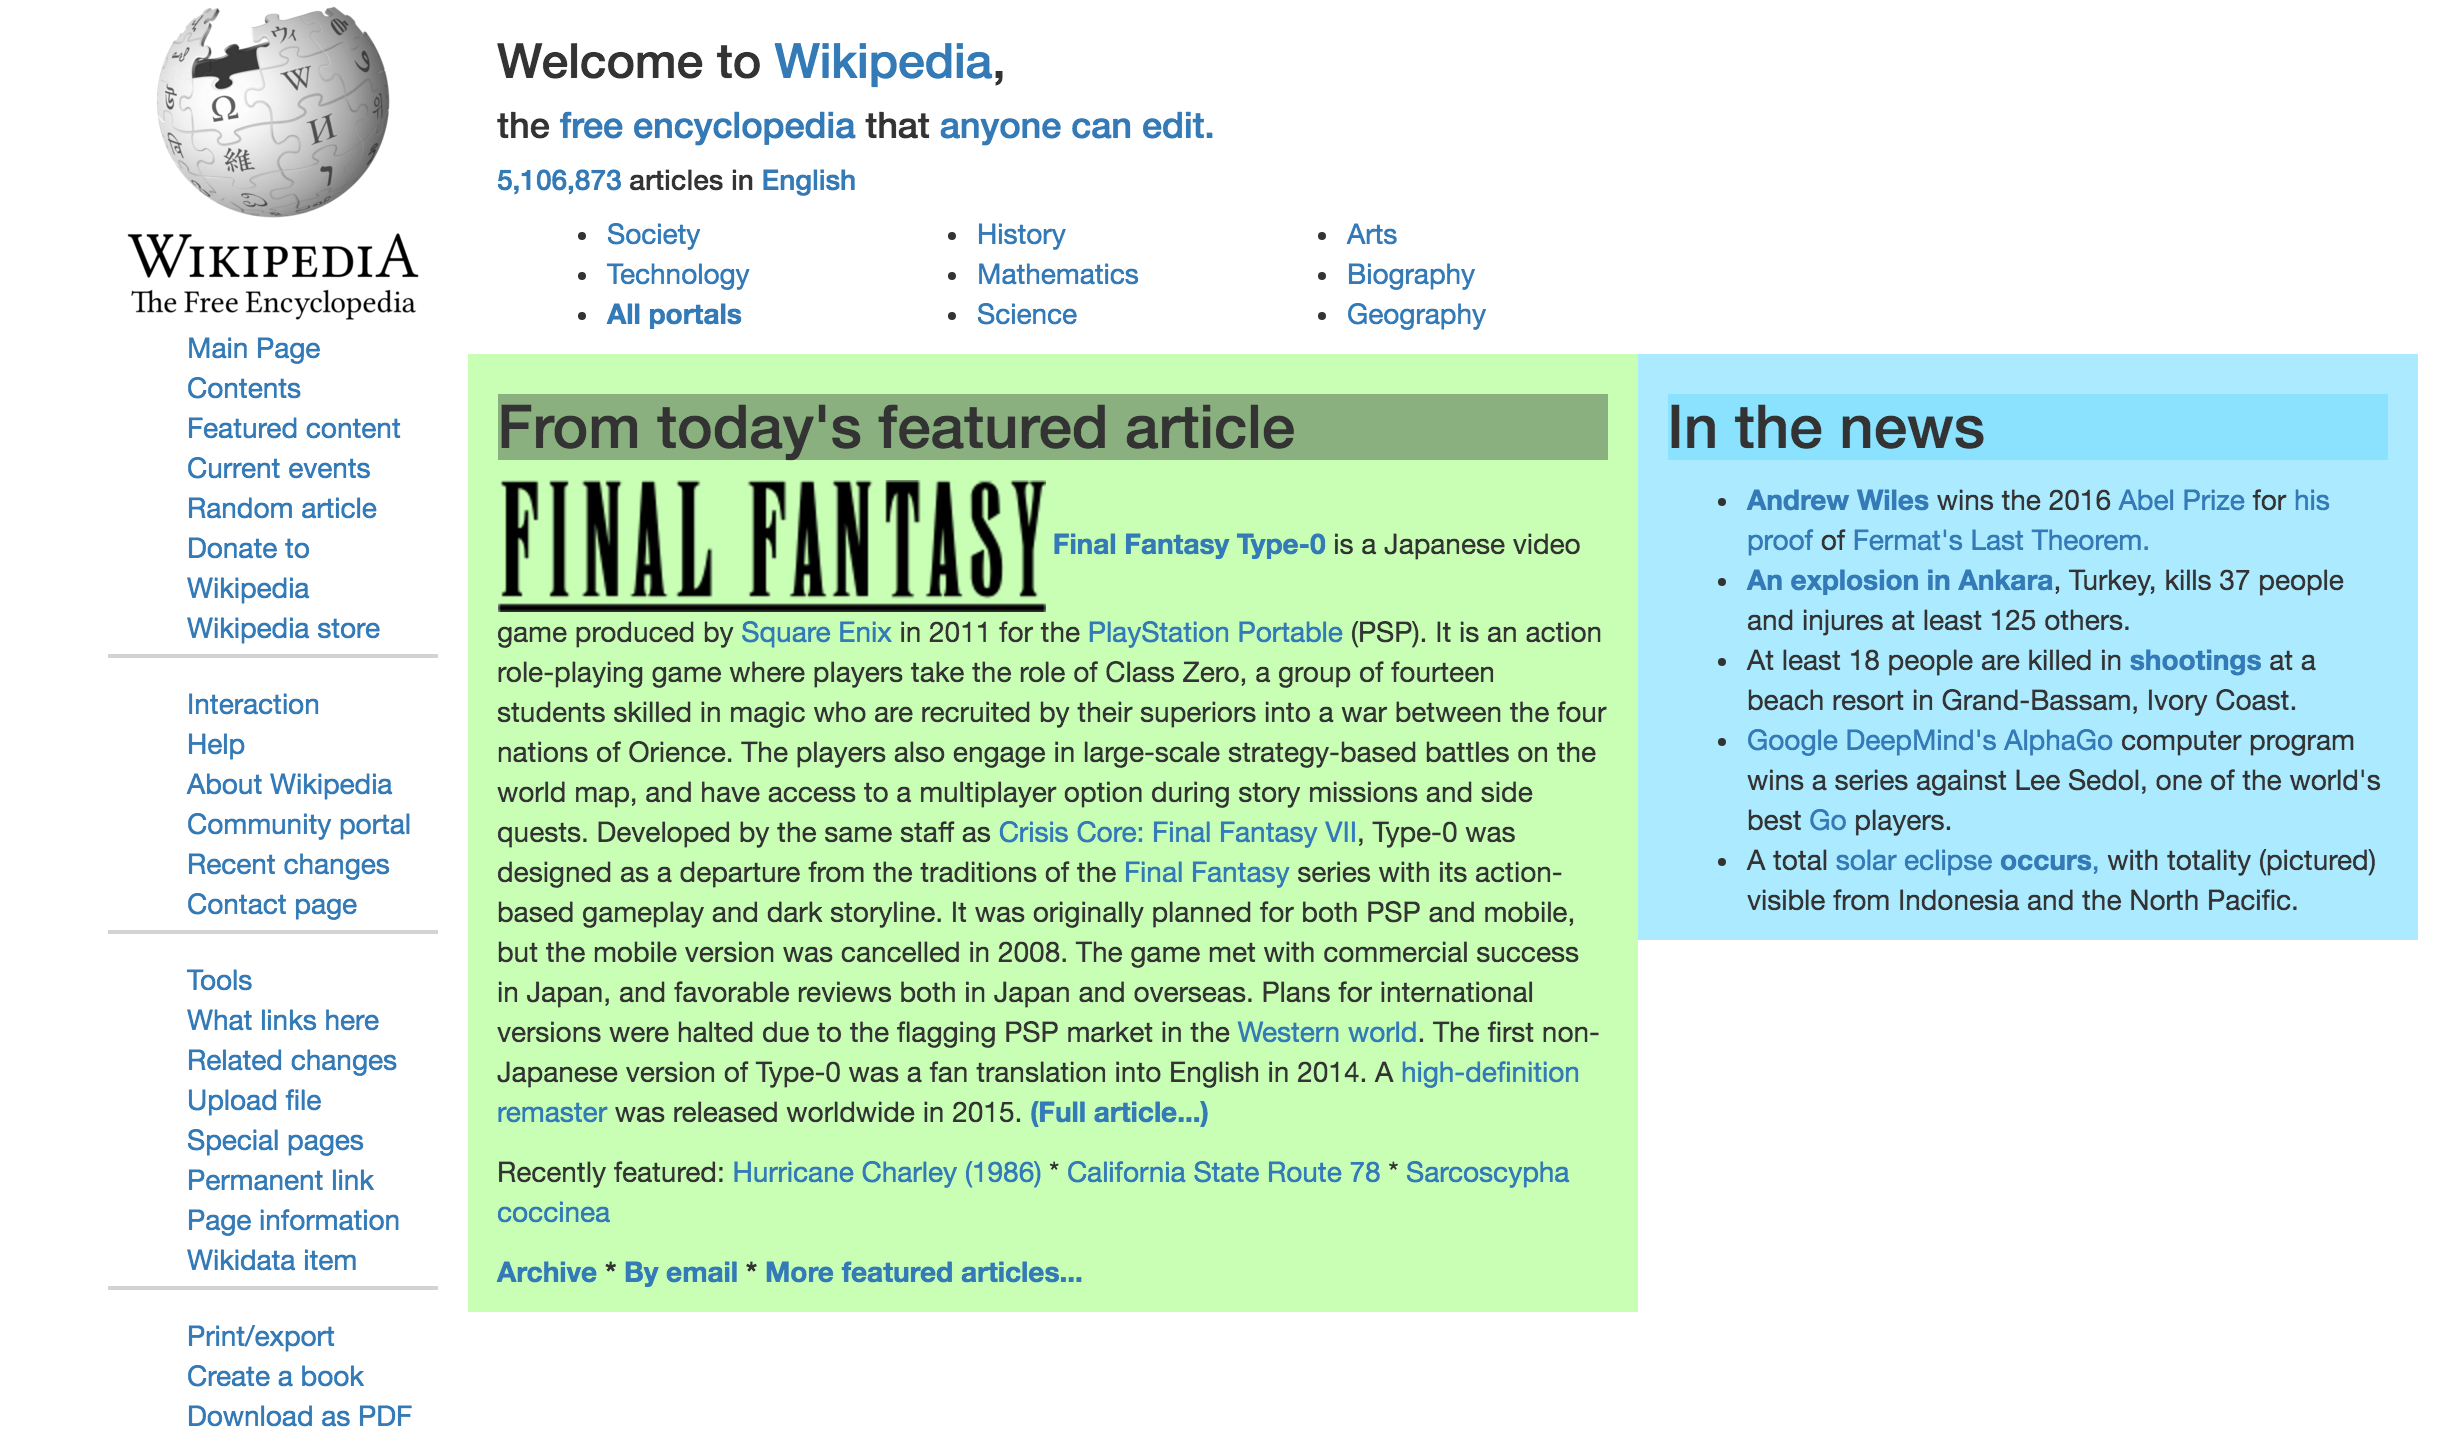 Ω
W
И
維
WIKIPEDIA
The Free Encyclopedia
Main Page
Contents
Featured content
Current events
Random article
Donate to
Wikipedia
Wikipedia store
Interaction
Help
About Wikipedia
Community portal
Recent changes
Contact page
Tools
What links here
Related changes
Upload file
Special pages
Permanent link
Page information
Wikidata item
Print/export
Create a book
Download as PDF
Welcome to Wikipedia,
the free encyclopedia that anyone can edit.
5,106,873 articles in English
• Society
• Technology
• All portals
• History
• Mathematics
• Science
• Arts
• Biography
• Geography
From today's featured article
FINAL FANTASY
Final Fantasy Type-0 is a Japanese video
game produced by Square Enix in 2011 for the PlayStation Portable (PSP). It is an action
role-playing game where players take the role of Class Zero, a group of fourteen
students skilled in magic who are recruited by their superiors into a war between the four
nations of Orience. The players also engage in large-scale strategy-based battles on the
world map, and have access to a multiplayer option during story missions and side
quests. Developed by the same staff as Crisis Core: Final Fantasy VII, Type-0 was
designed as a departure from the traditions of the Final Fantasy series with its action-
based gameplay and dark storyline. It was originally planned for both PSP and mobile,
but the mobile version was cancelled in 2008. The game met with commercial success
in Japan, and favorable reviews both in Japan and overseas. Plans for international
versions were halted due to the flagging PSP market in the Western world. The first non-
Japanese version of Type-0 was a fan translation into English in 2014. A high-definition
remaster was released worldwide in 2015. (Full article...)
Recently featured: Hurricane Charley (1986) * California State Route 78 * Sarcoscypha
coccinea
Archive * By email * More featured articles...
In the news
• Andrew Wiles wins the 2016 Abel Prize for his
proof of Fermat's Last Theorem.
• An explosion in Ankara, Turkey, kills 37 people
and injures at least 125 others.
• At least 18 people are killed in shootings at a
beach resort in Grand-Bassam, Ivory Coast.
• Google DeepMind's AlphaGo computer program
wins a series against Lee Sedol, one of the world's
best Go players.
• A total solar eclipse occurs, with totality (pictured)
visible from Indonesia and the North Pacific.